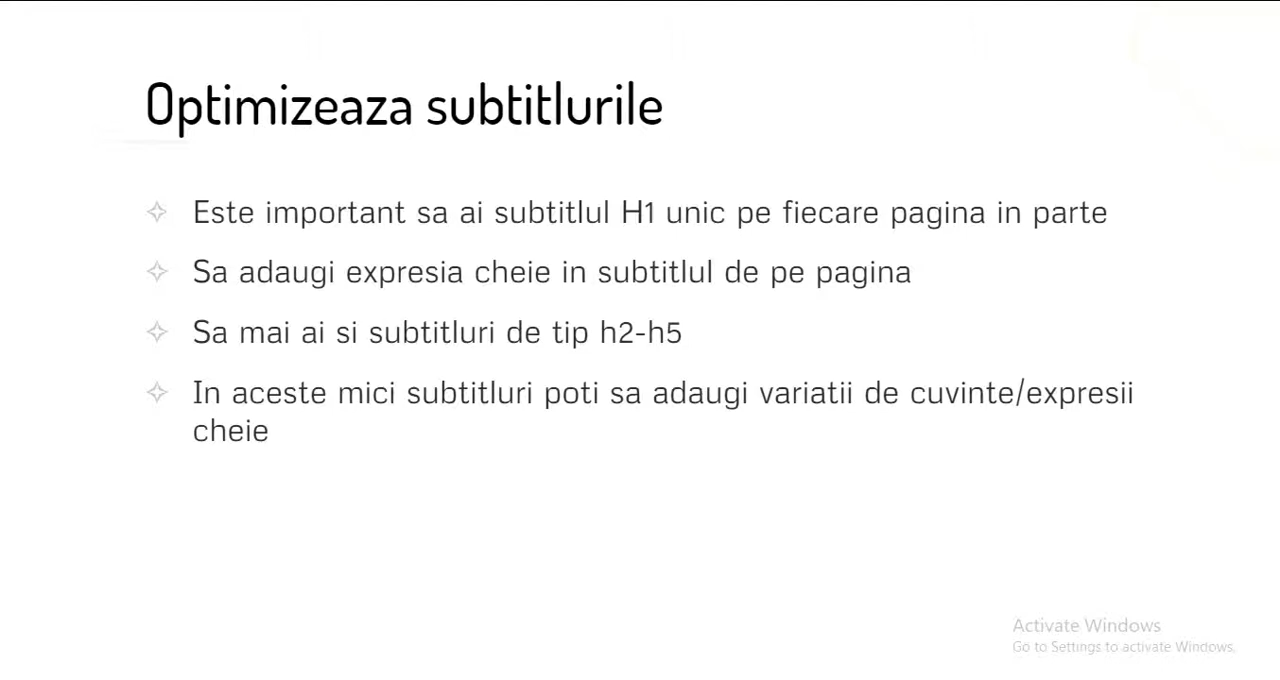 Optimizeaza subtitlurile
Este important sa ai subtitlul H1 unic pe fiecare pagina in parte
Sa adaugi expresia cheie in subtitlul de pe pagina
Sa mai ai si subtitluri de tip h2-h5
In aceste mici subtitluri poti sa adaugi variatii de cuvinte/expresii
cheie
Activate Windows
Go to Settings to activate Windows.